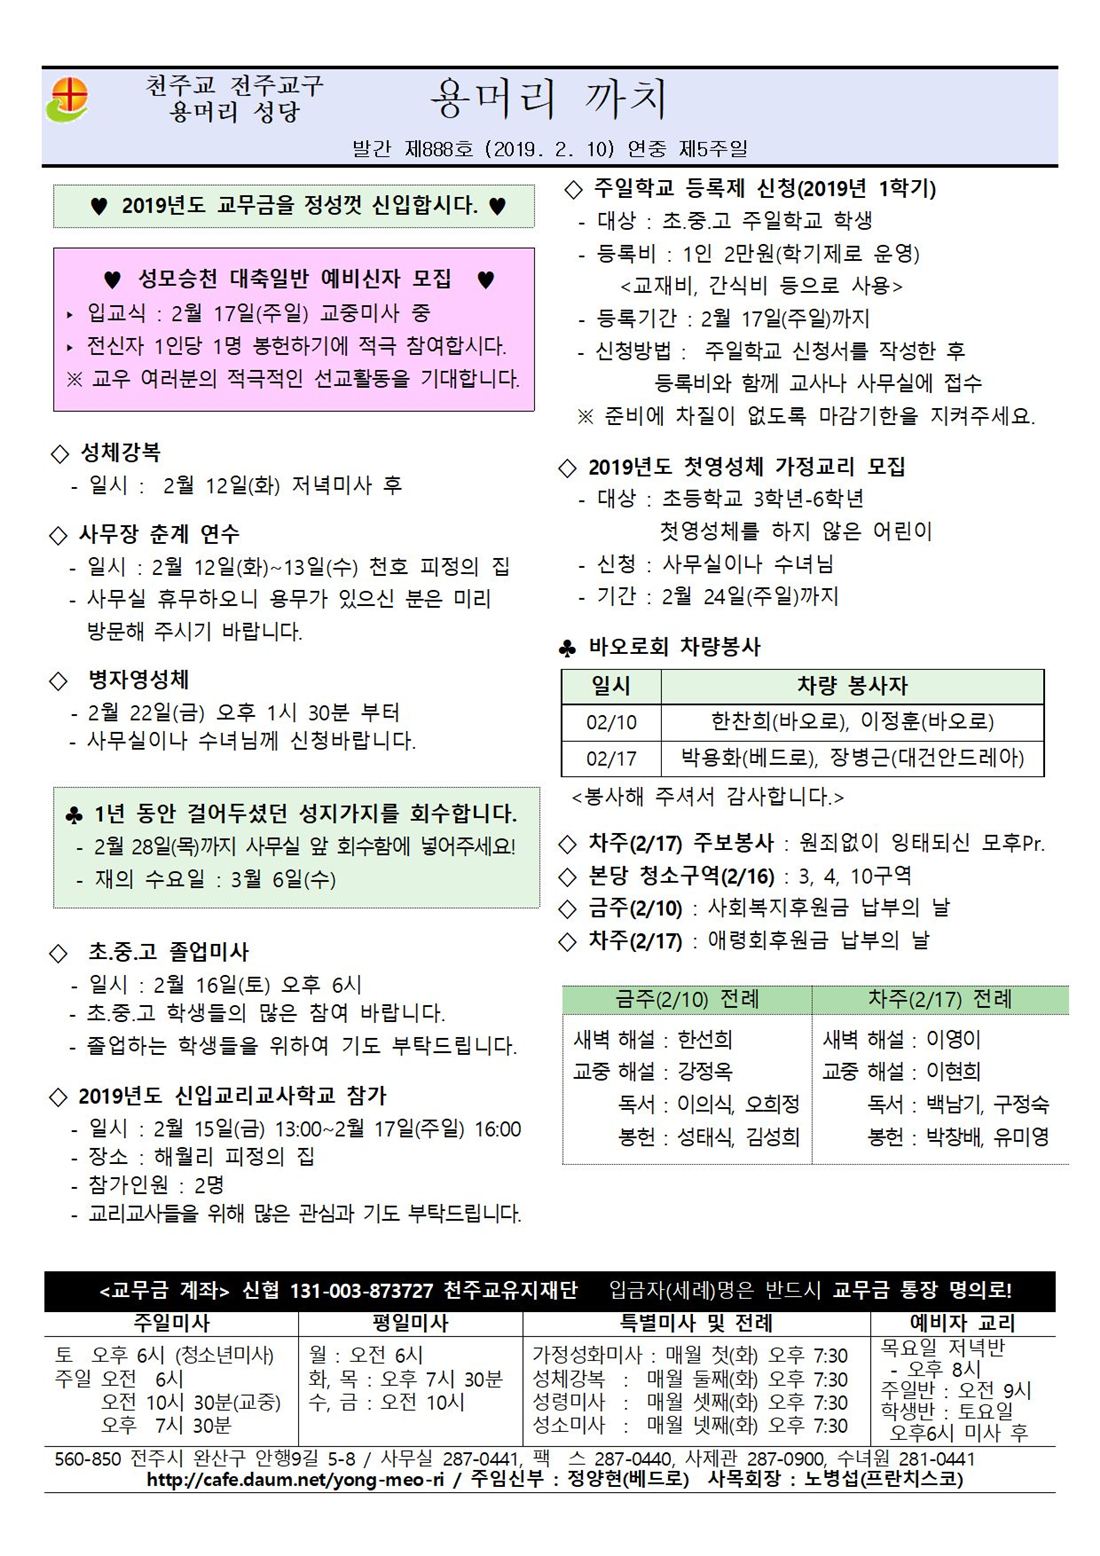 천주교 전주교구
용머리 성당
용머리 까치
발간 제888호 (2019. 2. 10) 연중 제5주일
♥ 2019년도 교무금을 정성껏 신입합시다. ♥
♥ 성모승천 대축일반 예비신자 모집 ♥
▸ 입교식 : 2월 17일(주일) 교중미사 중
▸ 전신자 1인당 1명 봉헌하기에 적극 참여합시다.
※ 교우 여러분의 적극적인 선교활동을 기대합니다.
◇ 성체강복
- 일시 : 2월 12일(화) 저녁미사 후
◇ 사무장 춘계 연수
- 일시 : 2월 12일(화)~13일(수) 천호 피정의 집
- 사무실 휴무하오니 용무가 있으신 분은 미리
방문해 주시기 바랍니다.
◇ 병자영성체
- 2월 22일(금) 오후 1시 30분 부터
- 사무실이나 수녀님께 신청바랍니다.
♣ 1년 동안 걸어두셨던 성지가지를 회수합니다.
- 2월 28일(목)까지 사무실 앞 회수함에 넣어주세요!
- 재의 수요일 : 3월 6일(수)
◇ 초.중.고 졸업미사
- 일시 : 2월 16일(토) 오후 6시
- 초.중.고 학생들의 많은 참여 바랍니다.
- 졸업하는 학생들을 위하여 기도 부탁드립니다.
◇ 2019년도 신입교리교사학교 참가
- 일시 : 2월 15일(금) 13:00~2월 17일(주일) 16:00
- 장소 : 해월리 피정의 집
- 참가인원 : 2명
- 교리교사들을 위해 많은 관심과 기도 부탁드립니다.
◇ 주일학교 등록제 신청(2019년 1학기)
- 대상 : 초.중.고 주일학교 학생
- 등록비 : 1인 2만원(학기제로 운영)
<교재비, 간식비 등으로 사용>
- 등록기간 : 2월 17일(주일)까지
- 신청방법 : 주일학교 신청서를 작성한 후
등록비와 함께 교사나 사무실에 접수
※ 준비에 차질이 없도록 마감기한을 지켜주세요.
◇ 2019년도 첫영성체 가정교리 모집
- 대상 : 초등학교 3학년-6학년
첫영성체를 하지 않은 어린이
- 신청 : 사무실이나 수녀님
- 기간 : 2월 24일(주일)까지
♣ 바오로회 차량봉사
일시 차량 봉사자
02/10 한찬희(바오로), 이정훈(바오로)
02/17 박용화(베드로), 장병근(대건안드레아)
<봉사해 주셔서 감사합니다.>
◇ 차주(2/17) 주보봉사 : 원죄없이 잉태되신 모후Pr.
◇ 본당 청소구역(2/16) : 3, 4, 10구역
◇ 금주(2/10) : 사회복지후원금 납부의 날
◇ 차주(2/17) : 애령회후원금 납부의 날
금주(2/10) 전례 차주(2/17) 전례
새벽 해설 : 한선희 새벽 해설 : 이영이
교중 해설 : 강정옥 교중 해설 : 이현희
독서 : 이의식, 오희정 독서 : 백남기, 구정숙
봉헌 : 성태식, 김성희 봉헌 : 박창배, 유미영
<교무금 계좌> 신협 131-003-873727 천주교유지재단 입금자(세례)명은 반드시 교무금 통장 명의로!
주일미사 평일미사 특별미사 및 전례 예비자 교리
토 오후 6시 (청소년미사)
주일 오전 6시
오전 10시 30분(교중)
오후 7시 30분
월 : 오전 6시
화, 목 : 오후 7시 30분
수, 금 : 오전 10시
가정성화미사 : 매월 첫(화) 오후 7:30
성체강복 : 매월 둘째(화) 오후 7:30
성령미사 : 매월 셋째(화) 오후 7:30
성소미사 : 매월 넷째(화) 오후 7:30
목요일 저녁반
- 오후 8시
주일반 : 오전 9시
학생반 : 토요일
오후6시 미사 후
560-850 전주시 완산구 안행9길 5-8 / 사무실 287-0441, 팩 스 287-0440, 사제관 287-0900, 수녀원 281-0441
http://cafe.daum.net/yong-meo-ri / 주임신부 : 정양현(베드로) 사목회장 : 노병섭(프란치스코)